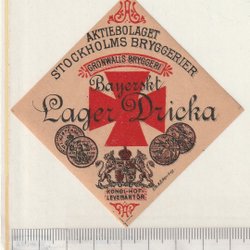 AKTIEBOLAGET
STOCKHOLMS BRYGGERIER
GRÖNWALLS BRYGGERI
Bayerskt
Lager Dricka
KONGL. HOF-
LEVERANTÖR